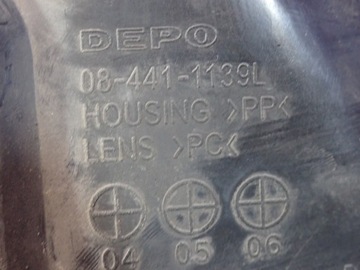 DEPO
08-441-1139L
HOUSING >PP<
LENS >PC<
04 05 06